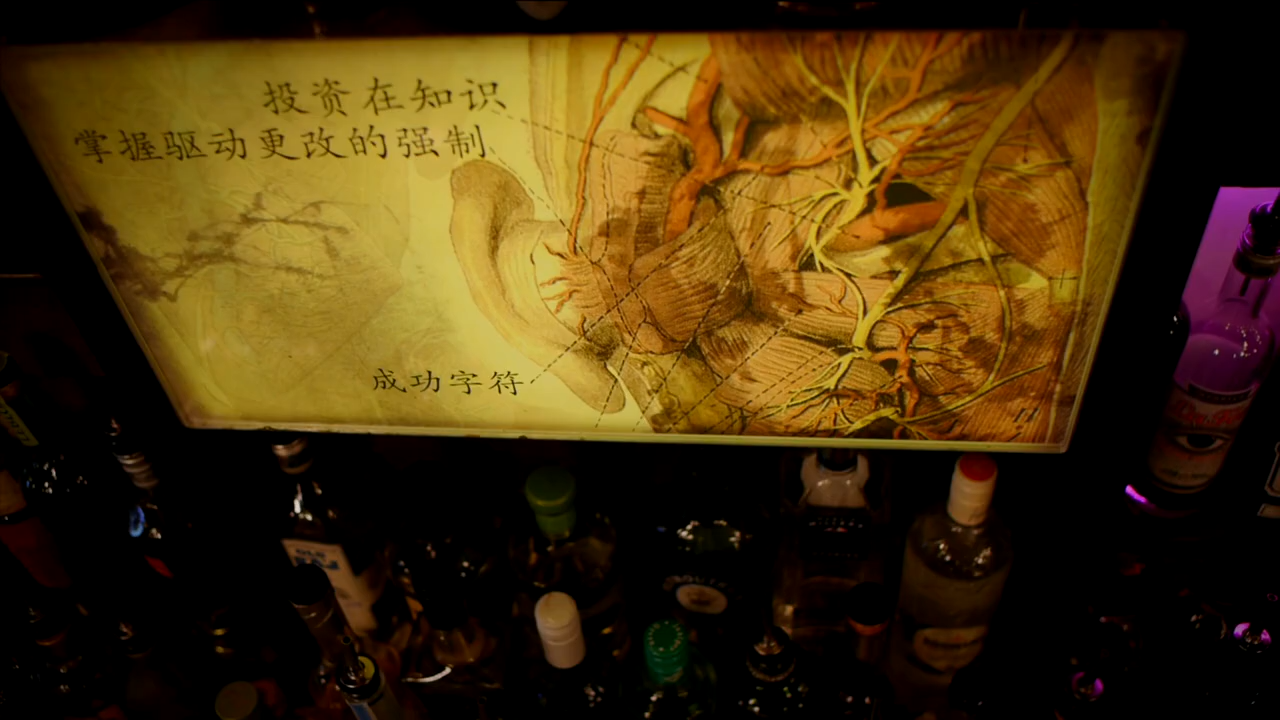 投资在知识
掌握驱动更改的强制
成功字符